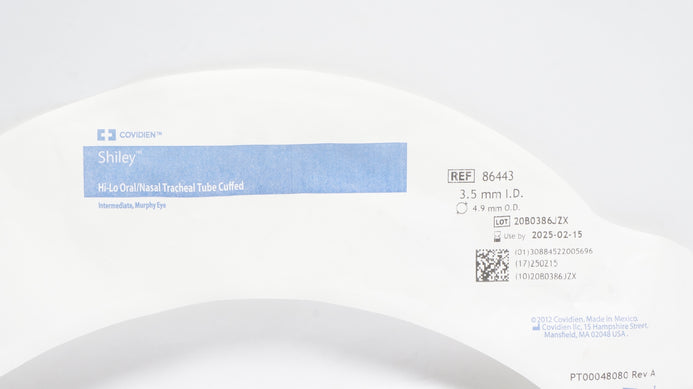 COVIDIEN™
Shiley™
Hi-Lo Oral/Nasal Tracheal Tube Cuffed
Intermediate, Murphy Eye
REF 86443
3.5 mm I.D.
4.9 mm O.D.
LOT 20B0386JZX
Use by 2025-02-15
(01)30884522005696
(17)250215
(10)20B0386JZX
©2012 Covidien. Made in Mexico.
Covidien llc, 15 Hampshire Street,
Mansfield, MA 02048 USA.
PT00048080 Rev A